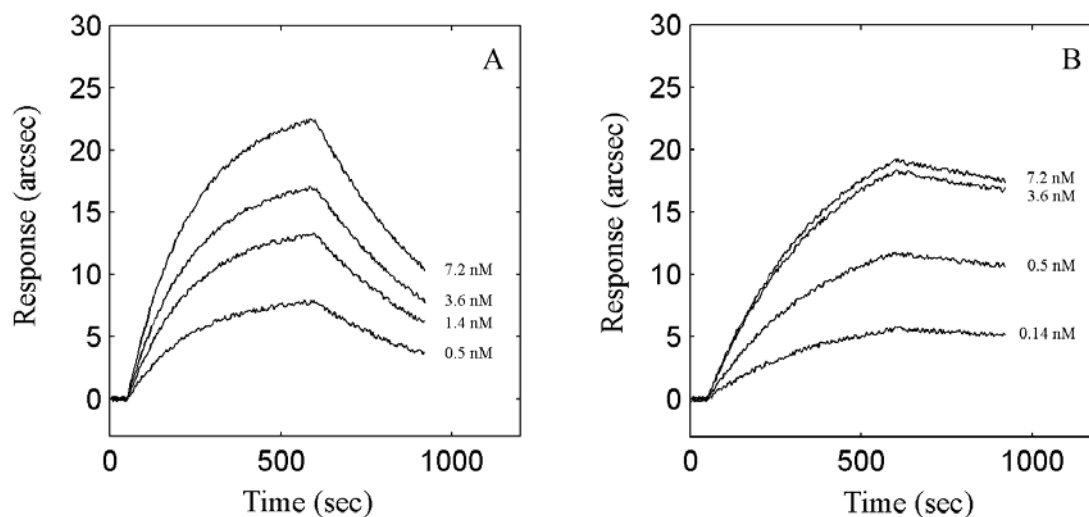 A
Response (arcsec)
30
25
20
15
10
5
0
7.2 nM
3.6 nM
1.4 nM
0.5 nM
0 500 1000
Time (sec)
B
Response (arcsec)
30
25
20
15
10
5
0
7.2 nM
3.6 nM
0.5 nM
0.14 nM
0 500 1000
Time (sec)